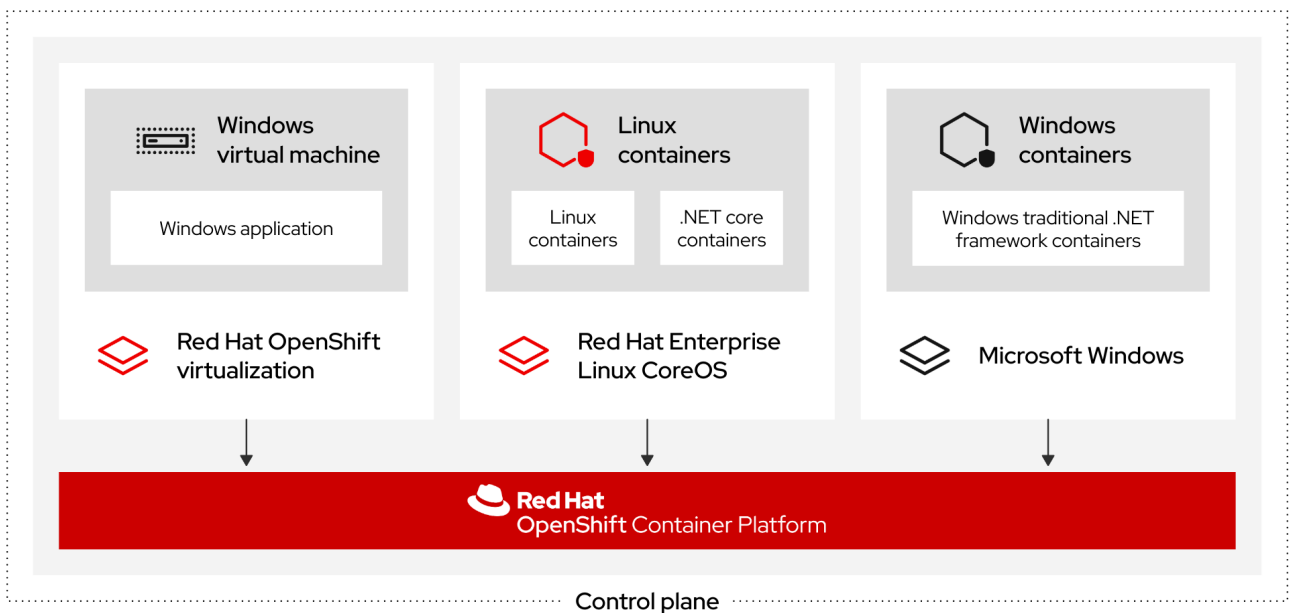 Windows
virtual machine
Windows application
Red Hat OpenShift
virtualization
Linux
containers
Linux
containers
.NET core
containers
Red Hat Enterprise
Linux CoreOS
Windows
containers
Windows traditional .NET
framework containers
Microsoft Windows
Red Hat
OpenShift Container Platform
Control plane